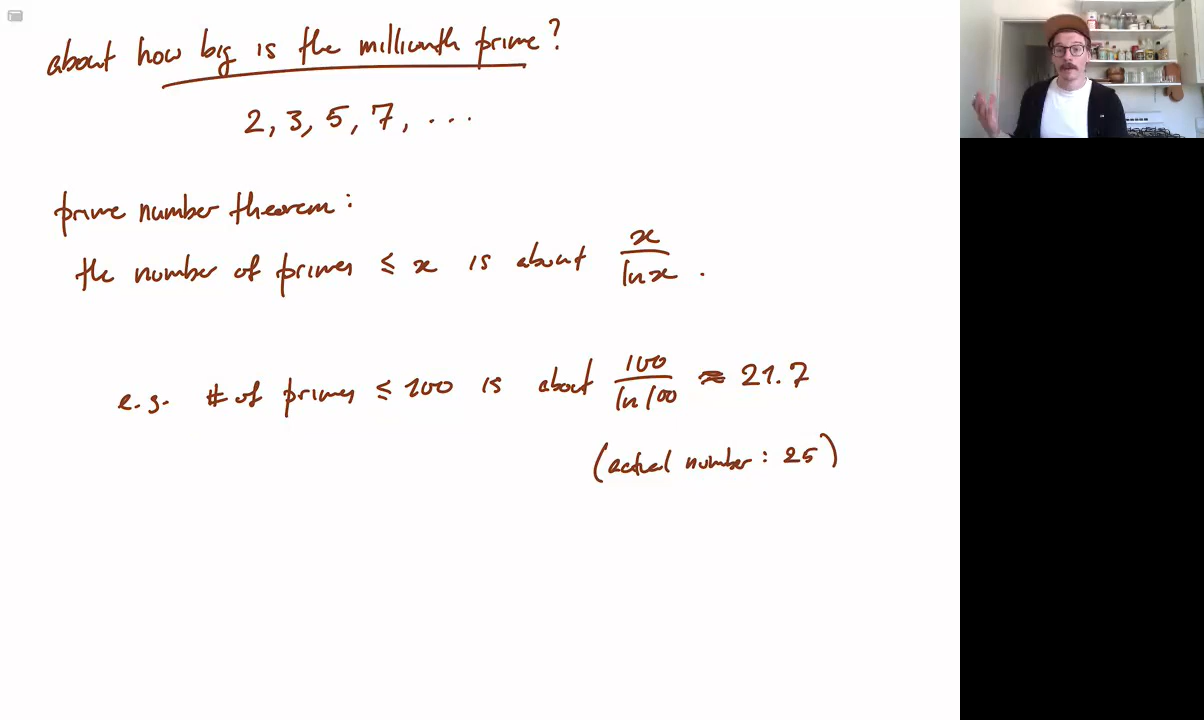 about how big is the millionth prime?
2, 3, 5, 7, ...
prime number theorem:
the number of primes ≤ x is about x/ln x .
e.g. # of primes ≤ 100 is about 100/ln 100 ≈ 21.7
(actual number: 25)